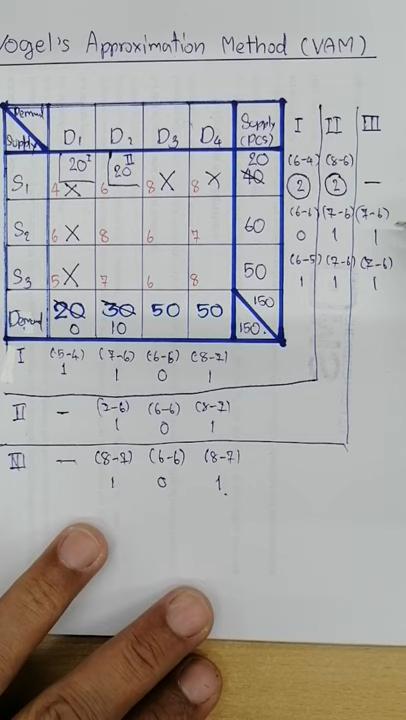 Vogel's Approximation Method (VAM)
Demand Supply D1 D2 D3 D4 Supply (pcs) I II III
S1 20 I 4 X 20 II 6 8 X 8 X 20 40 (6-4) 2 (8-6) 2 —
S2 6 X 8 6 7 60 (6-6) 0 (7-6) 1 (7-6) 1
S3 5 X 7 6 8 50 (6-5) 1 (7-6) 1 (7-6) 1
Demand 20 0 30 10 50 50 150 150.
I (5-4) (7-6) (6-6) (8-7)
1 1 0 1
II — (7-6) (6-6) (8-7)
1 0 1
III — (8-7) (6-6) (8-7)
1 0 1.